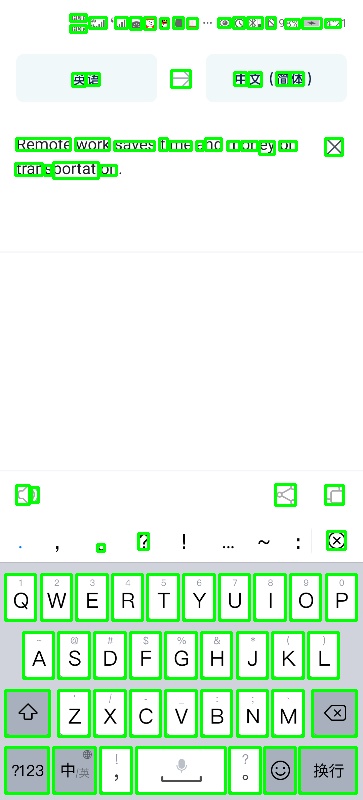 英语 中文（简体）
Remote work saves time and money on
transportation.
. , 。 ? ! ... ~ :
1 2 3 4 5 6 7 8 9 0
Q W E R T Y U I O P
~ @ # $ % & * ( )
A S D F G H J K L
Z X C V B N M
?123 中/英 ! , ? 。 换行